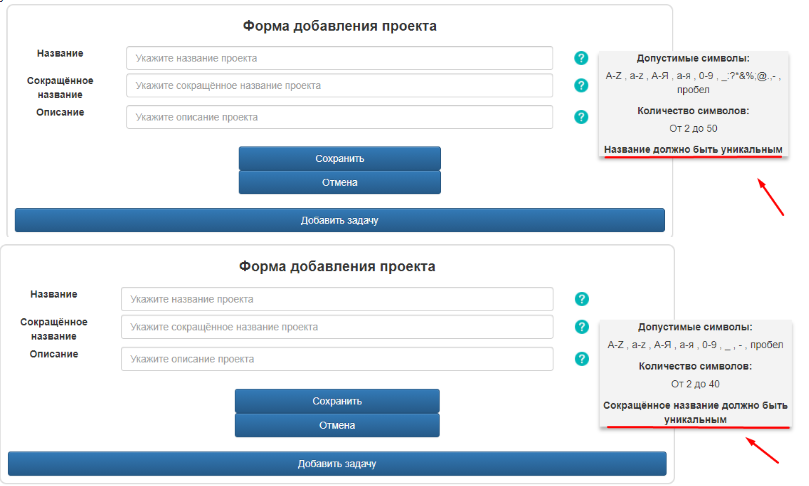 Форма добавления проекта
Название
Укажите название проекта
?
Сокращённое
название
Укажите сокращённое название проекта
?
Описание
Укажите описание проекта
?
Сохранить
Отмена
Добавить задачу
Допустимые символы:
A-Z , a-z , А-Я , а-я , 0-9 , _:?"&%;@.,- ,
пробел
Количество символов:
От 2 до 50
Название должно быть уникальным
Форма добавления проекта
Название
Укажите название проекта
?
Сокращённое
название
Укажите сокращённое название проекта
?
Описание
Укажите описание проекта
?
Сохранить
Отмена
Добавить задачу
Допустимые символы:
A-Z , a-z , А-Я , а-я , 0-9 , _ , - , пробел
Количество символов:
От 2 до 40
Сокращённое название должно быть
уникальным